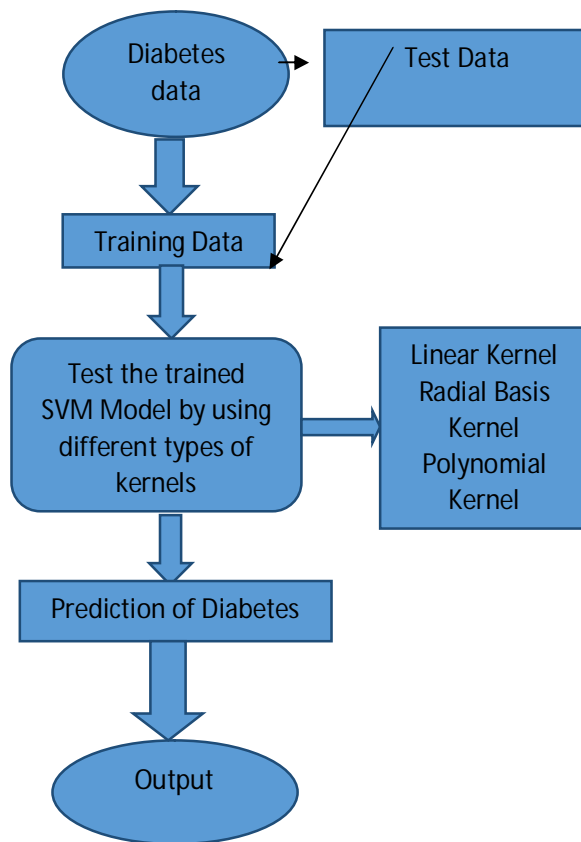 Diabetes
data
Test Data
Training Data
Test the trained
SVM Model by using
different types of
kernels
Linear Kernel
Radial Basis
Kernel
Polynomial
Kernel
Prediction of Diabetes
Output